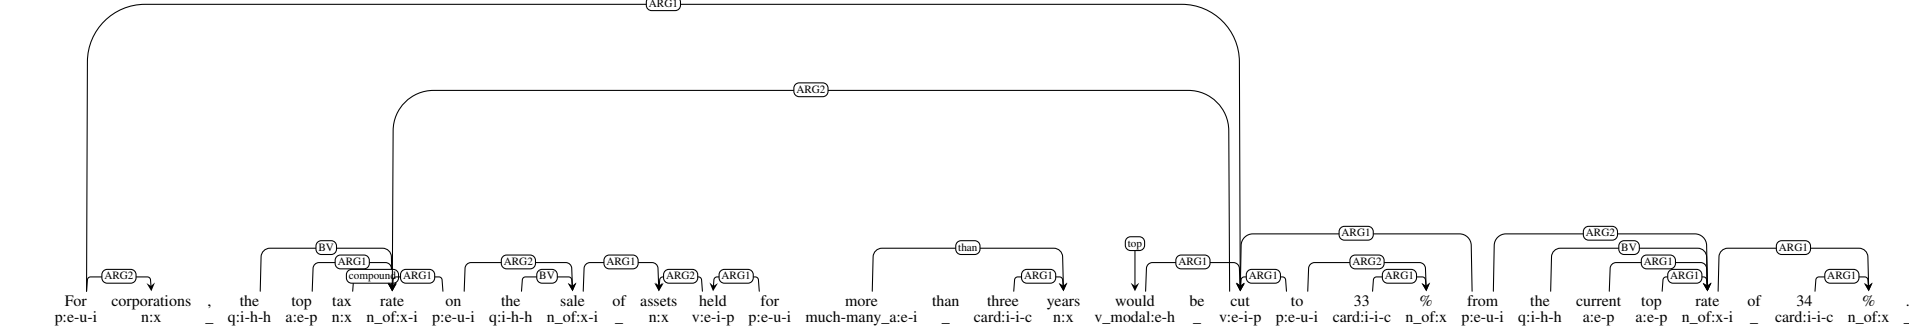 ARG1
ARG2
BV than top ARG1 ARG2 BV ARG1
ARG1 ARG2 ARG1 ARG2 ARG1 ARG1
ARG2 compound ARG1 BV ARG2 ARG1 ARG1 ARG1 ARG1 ARG1 ARG1
For corporations , the top tax rate on the sale of assets held for more than three years would be cut to 33 % from the current top rate of 34 % .
p:e-u-i n:x _ q:i-h-h a:e-p n:x n_of:x-i p:e-u-i q:i-h-h n_of:x-i _ n:x v:e-i-p p:e-u-i much-many_a:e-i _ card:i-i-c n:x v_modal:e-h _ v:e-i-p p:e-u-i card:i-i-c n_of:x p:e-u-i q:i-h-h a:e-p a:e-p n_of:x-i _ card:i-i-c n_of:x _